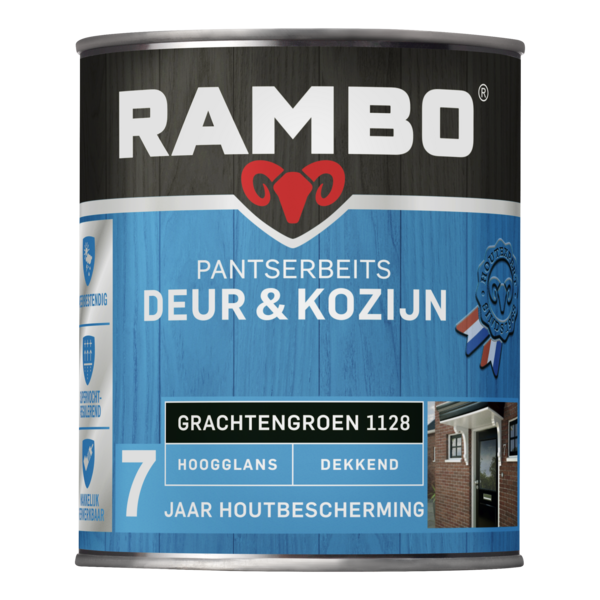 RAMBO®
PANTSERBEITS
DEUR & KOZIJN
GRACHTENGROEN 1128
HOOGGLANS
DEKKEND
7
JAAR HOUTBESCHERMING